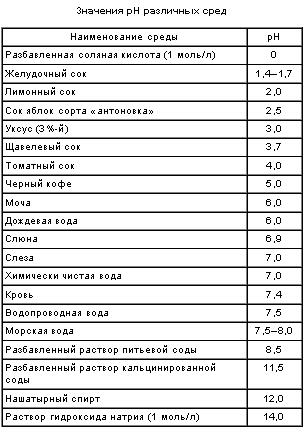 Значения pH различных сред
Наименование среды pH
Разбавленная соляная кислота (1 моль/л) 0
Желудочный сок 1,4–1,7
Лимонный сок 2,0
Сок яблок сорта «антоновка» 2,5
Уксус (3%-й) 3,0
Щавелевый сок 3,7
Томатный сок 4,0
Черный кофе 5,0
Моча 6,0
Дождевая вода 6,0
Слюна 6,9
Слеза 7,0
Химически чистая вода 7,0
Кровь 7,4
Водопроводная вода 7,5
Морская вода 7,5–8,0
Разбавленный раствор питьевой соды 8,5
Разбавленный раствор кальцинированной 11,5
соды
Нашатырный спирт 12,0
Раствор гидроксида натрия (1 моль/л) 14,0